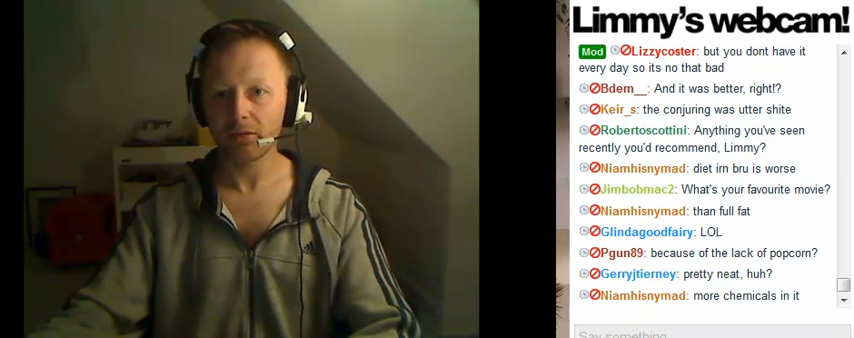 Limmy's webcam!
Mod Lizzycoster: but you dont have it
every day so its no that bad
Bdem__: And it was better, right!?
Keir_s: the conjuring was utter shite
Robertoscottini: Anything you've seen
recently you'd recommend, Limmy?
Niamhisnymad: diet irn bru is worse
Jimbobmac2: What's your favourite movie?
Niamhisnymad: than full fat
Glindagoodfairy: LOL
Pgun89: because of the lack of popcorn?
Gerryjtierney: pretty neat, huh?
Niamhisnymad: more chemicals in it
Say something
adidas